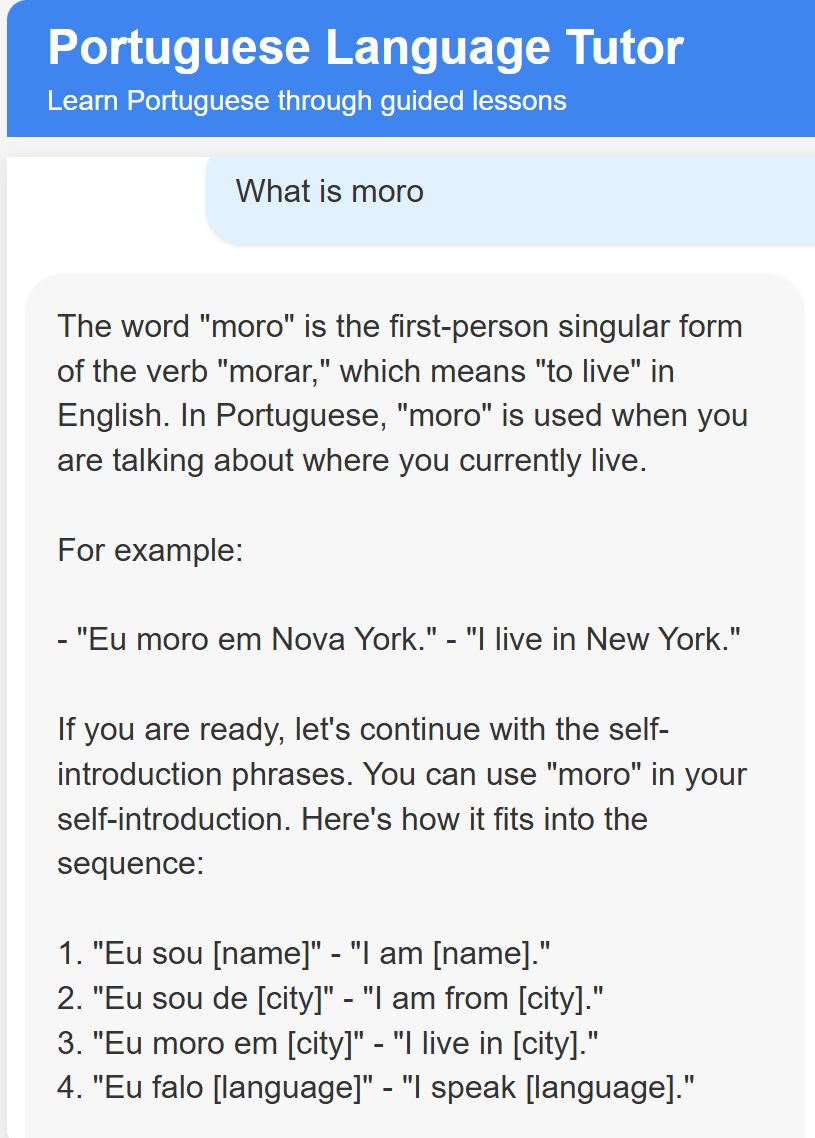 Portuguese Language Tutor
Learn Portuguese through guided lessons
What is moro
The word "moro" is the first-person singular form
of the verb "morar," which means "to live" in
English. In Portuguese, "moro" is used when you
are talking about where you currently live.
For example:
- "Eu moro em Nova York." - "I live in New York."
If you are ready, let's continue with the self-
introduction phrases. You can use "moro" in your
self-introduction. Here's how it fits into the
sequence:
1. "Eu sou [name]" - "I am [name]."
2. "Eu sou de [city]" - "I am from [city]."
3. "Eu moro em [city]" - "I live in [city]."
4. "Eu falo [language]" - "I speak [language]."